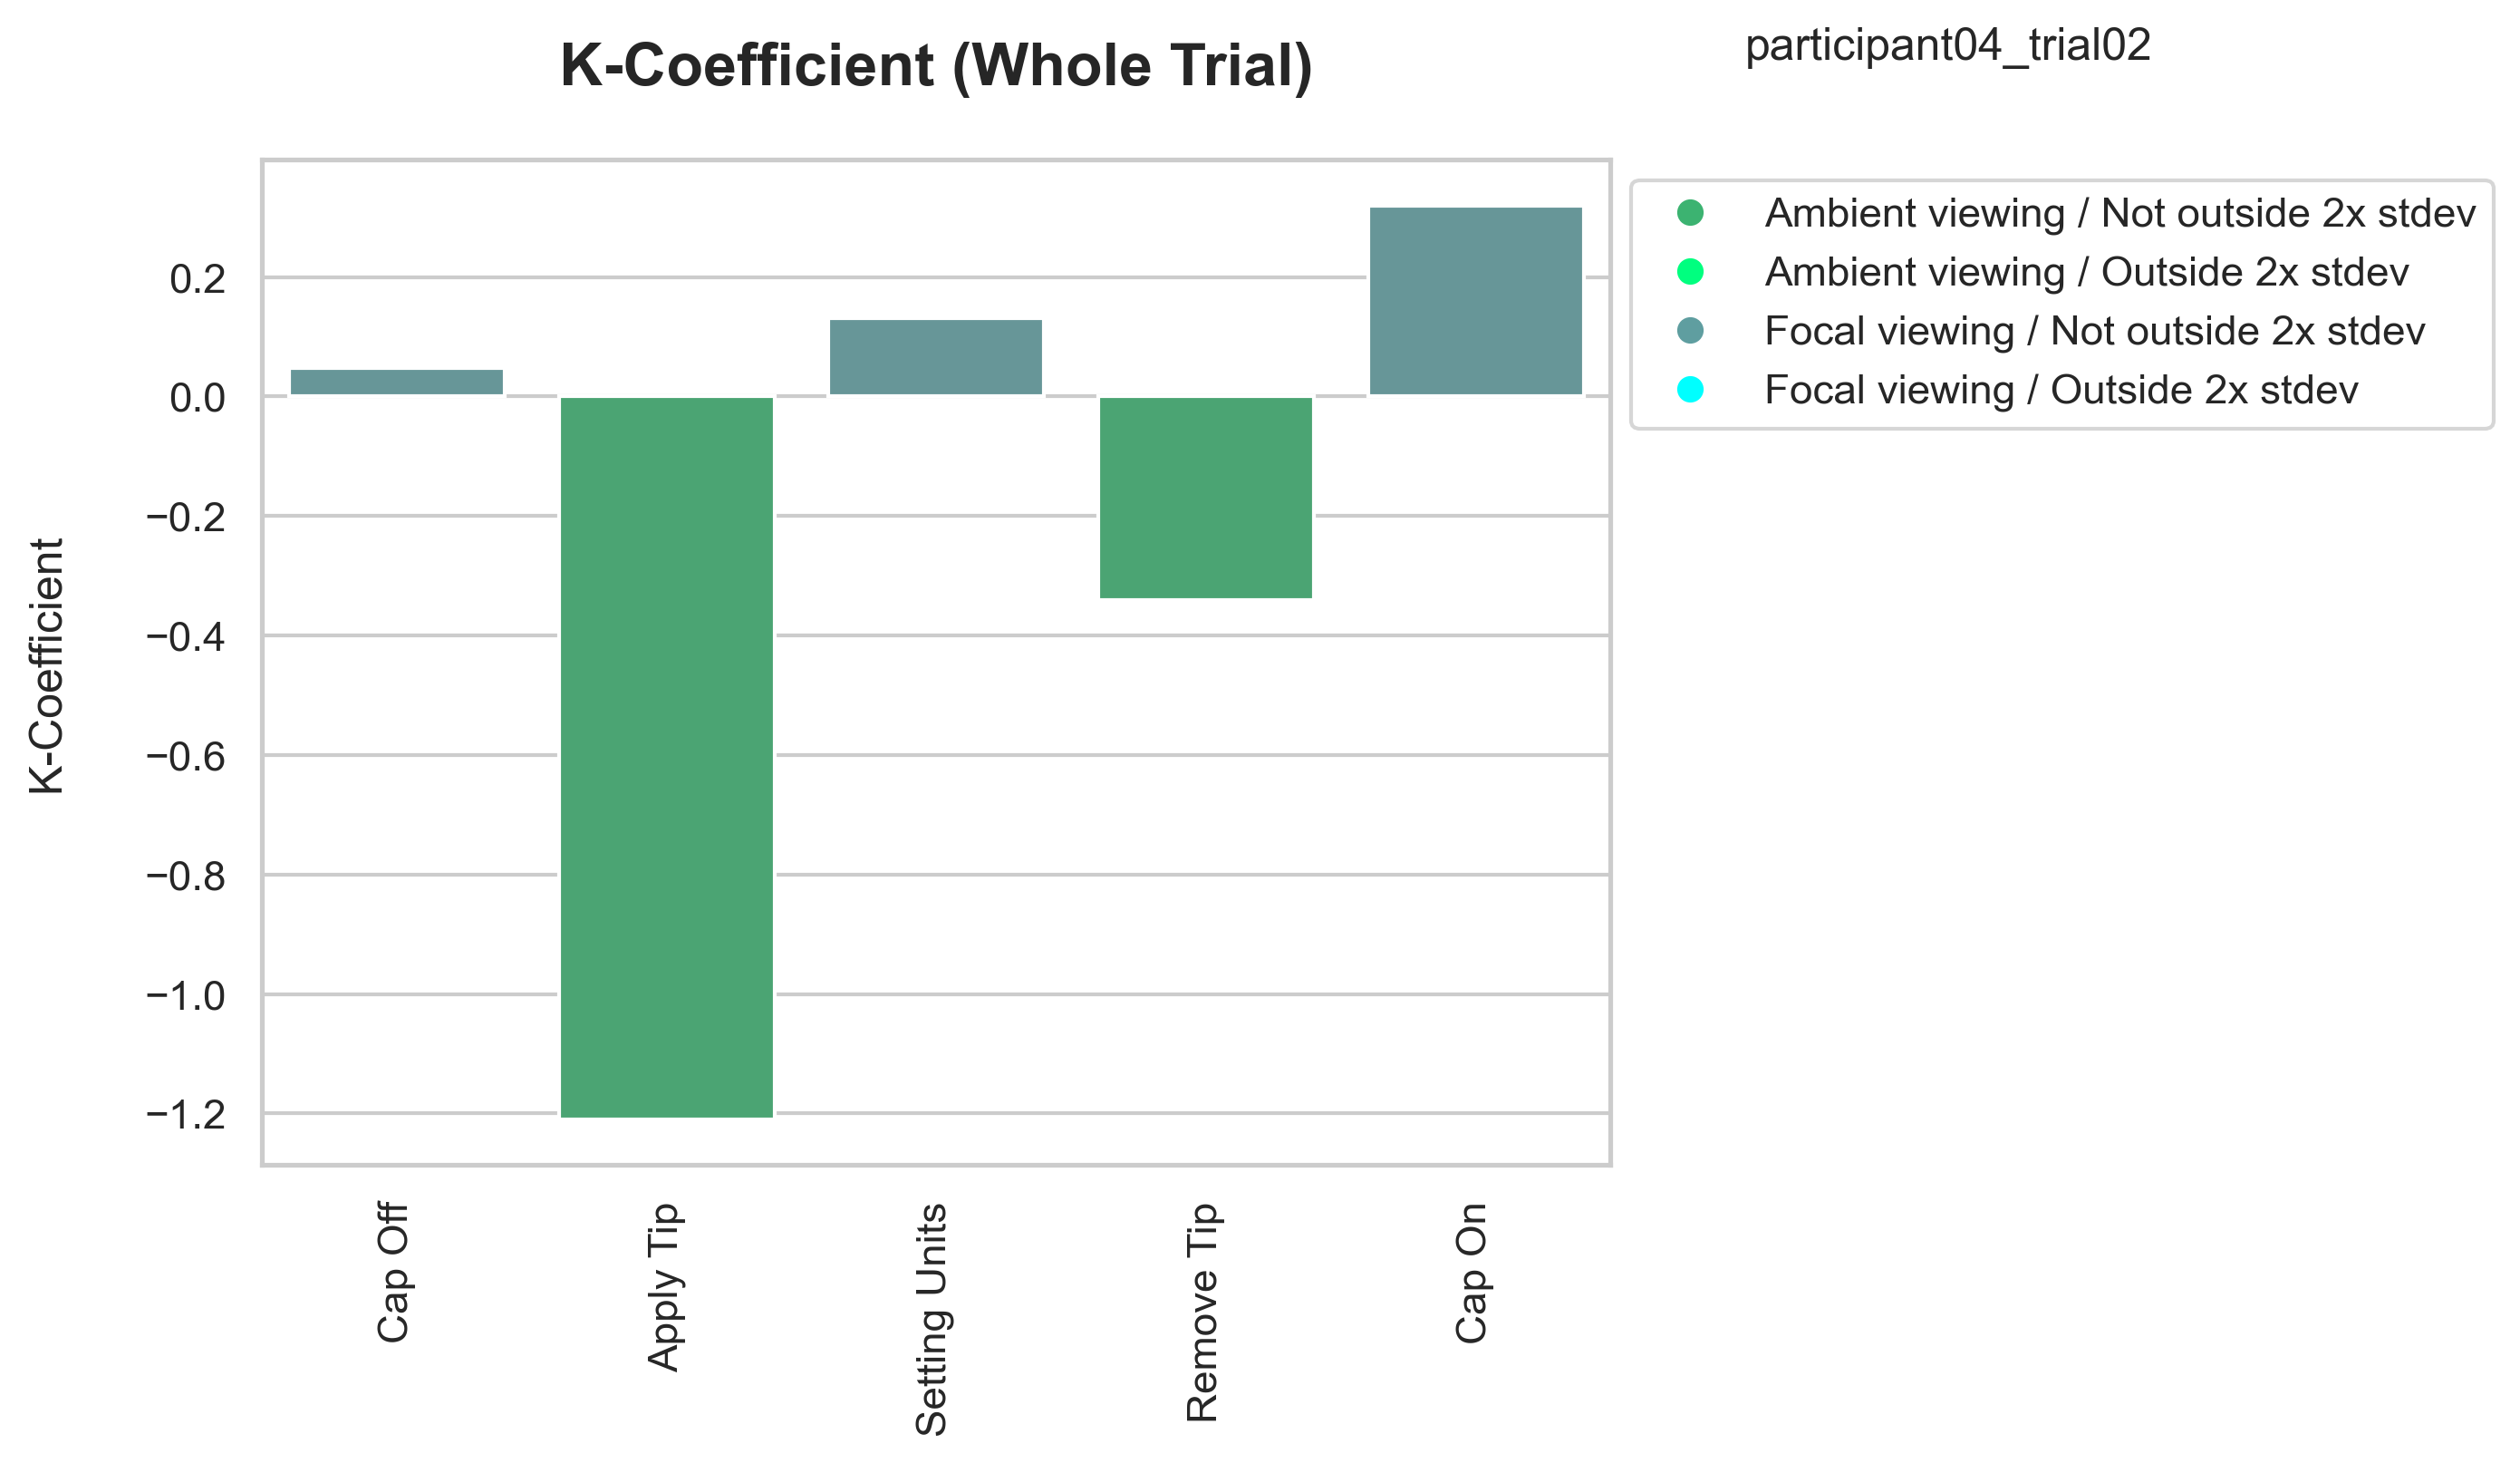 K-Coefficient (Whole Trial)
participant04_trial02
Ambient viewing / Not outside 2x stdev
Ambient viewing / Outside 2x stdev
Focal viewing / Not outside 2x stdev
Focal viewing / Outside 2x stdev
K-Coefficient
0.2
0.0
−0.2
−0.4
−0.6
−0.8
−1.0
−1.2
Cap Off
Apply Tip
Setting Units
Remove Tip
Cap On